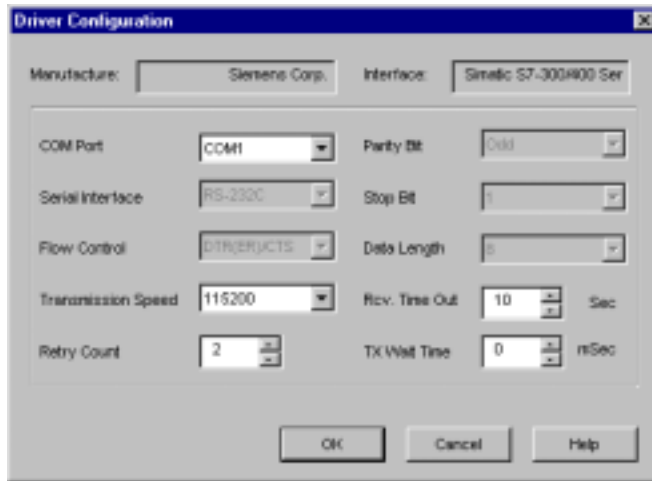 Driver Configuration
Manufacture: Siemens Corp. Interface: Simatic S7-300/400 Ser
COM Port COM1 Parity Bit Odd
Serial Interface RS-232C Stop Bit 1
Flow Control DTR(ER)/CTS Data Length 8
Transmission Speed 115200 Rcv. Time Out 10 Sec
Retry Count 2 TX Wait Time 0 mSec
OK Cancel Help